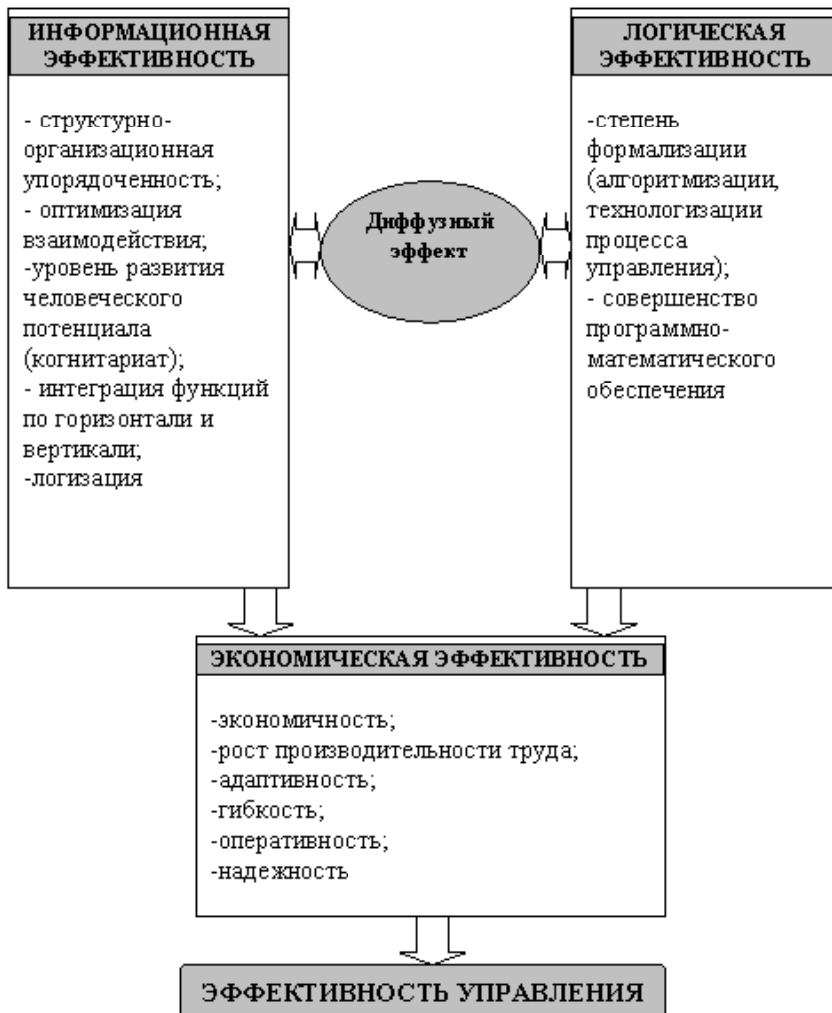 ИНФОРМАЦИОННАЯ
ЭФФЕКТИВНОСТЬ
- структурно-
организационная
упорядоченность;
- оптимизация
взаимодействия;
-уровень развития
человеческого
потенциала
(когнитариат);
- интеграция функций
по горизонтали и
вертикали;
-логизация
Диффузный
эффект
ЛОГИЧЕСКАЯ
ЭФФЕКТИВНОСТЬ
-степень
формализации
(алгоритмизации,
технологизации
процесса
управления);
- совершенство
программно-
математического
обеспечения
ЭКОНОМИЧЕСКАЯ ЭФФЕКТИВНОСТЬ
-экономичность;
-рост производительности труда;
-адаптивность;
-гибкость;
-оперативность;
-надежность
ЭФФЕКТИВНОСТЬ УПРАВЛЕНИЯ